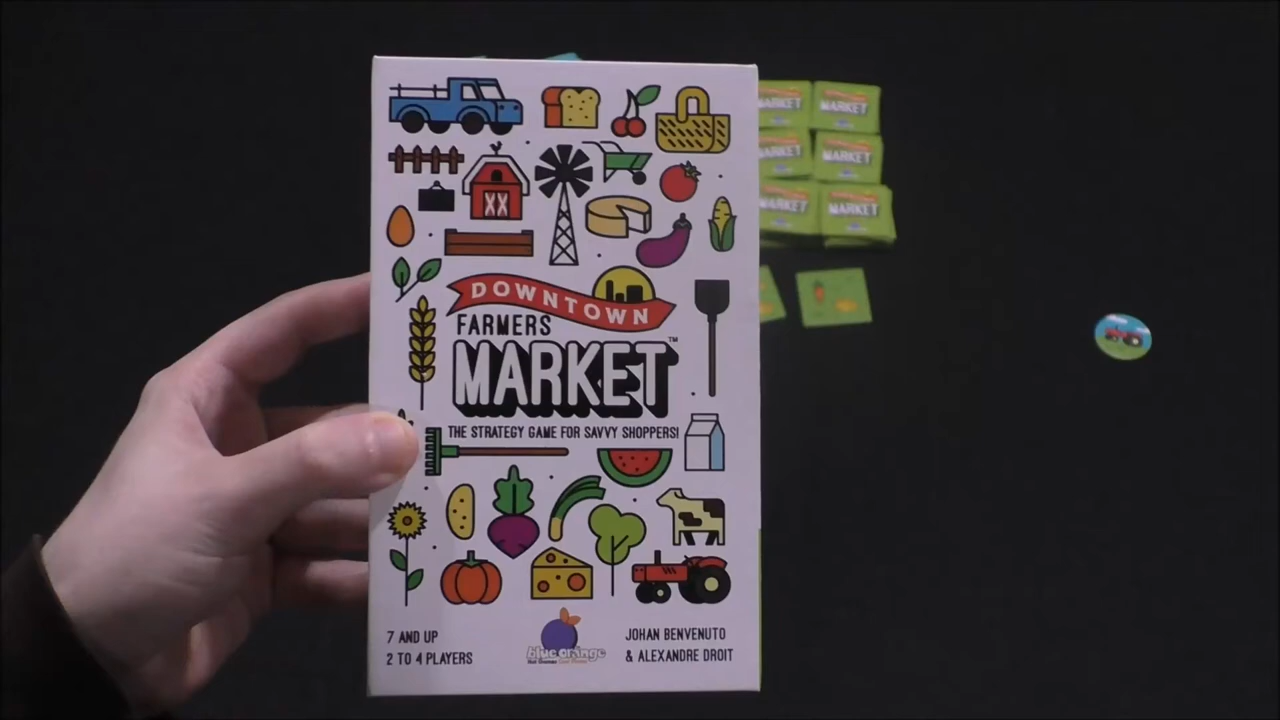 DOWNTOWN
FARMERS
MARKET™
THE STRATEGY GAME FOR SAVVY SHOPPERS!
7 AND UP
2 TO 4 PLAYERS
blue orange
JOHAN BENVENUTO
& ALEXANDRE DROIT
MARKET
MARKET
MARKET
MARKET
MARKET
MARKET